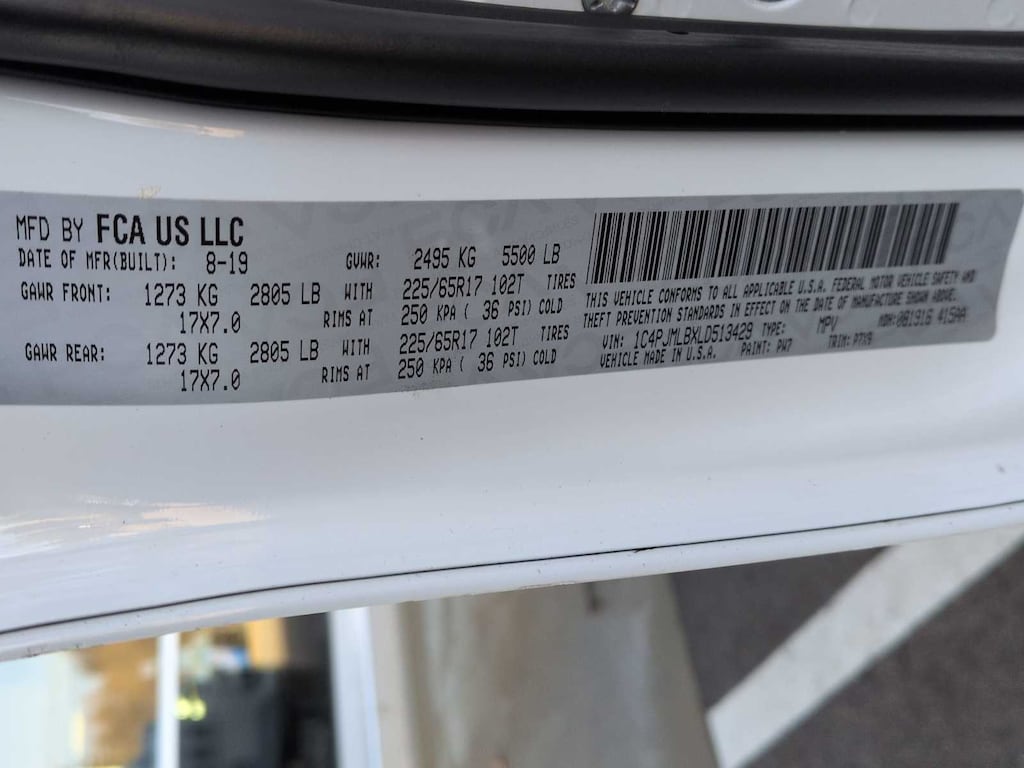 MFD BY FCA US LLC
DATE OF MFR(BUILT): 8-19 GVWR: 2495 KG 5500 LB
GAWR FRONT: 1273 KG 2805 LB WITH 225/65R17 102T TIRES
17X7.0 RIMS AT 250 KPA ( 36 PSI) COLD
GAWR REAR: 1273 KG 2805 LB WITH 225/65R17 102T TIRES
17X7.0 RIMS AT 250 KPA ( 36 PSI) COLD
THIS VEHICLE CONFORMS TO ALL APPLICABLE U.S.A. FEDERAL MOTOR VEHICLE SAFETY AND
THEFT PREVENTION STANDARDS IN EFFECT ON THE DATE OF MANUFACTURE SHOWN ABOVE.
VIN: 1C4PJMLBXLD513429 TYPE: MPV MDH:081916 415AA
VEHICLE MADE IN U.S.A. PAINT: PW7 TRIM: P7X9